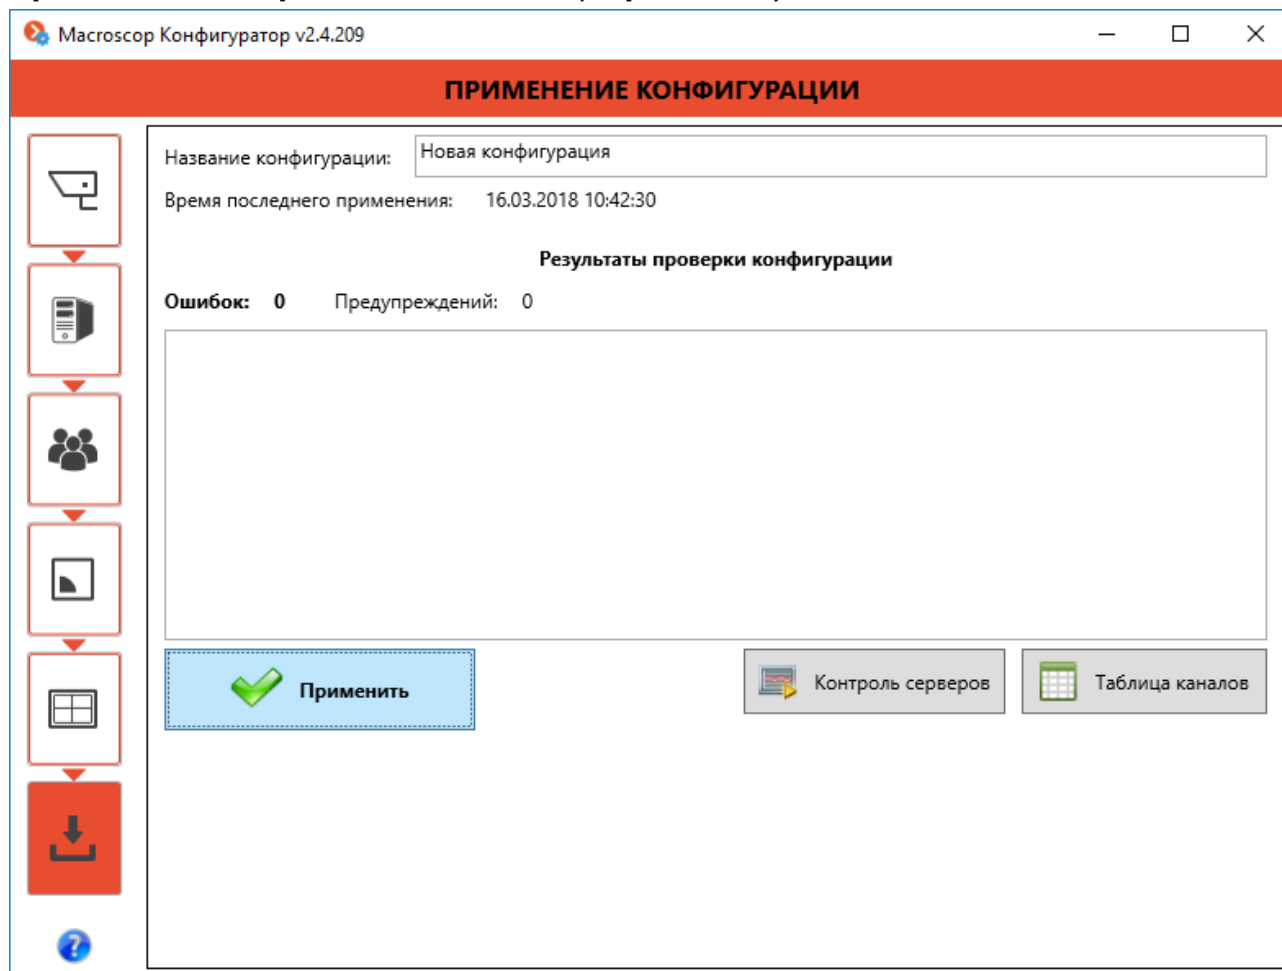 Macroscop Конфигуратор v2.4.209
ПРИМЕНЕНИЕ КОНФИГУРАЦИИ
Название конфигурации: Новая конфигурация
Время последнего применения: 16.03.2018 10:42:30
Результаты проверки конфигурации
Ошибок: 0 Предупреждений: 0
Применить Контроль серверов Таблица каналов
?